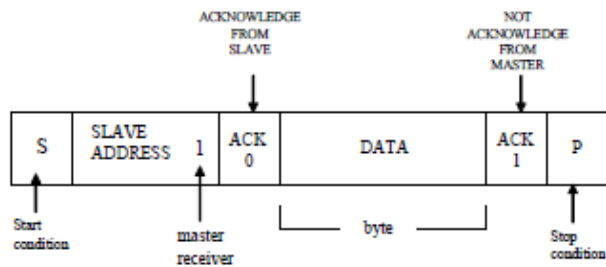 ACKNOWLEDGE
FROM
SLAVE
NOT
ACKNOWLEDGE
FROM
MASTER
S
SLAVE
ADDRESS 1
ACK
0
DATA
ACK
1
P
Start
condition
master
receiver
byte
Stop
condition